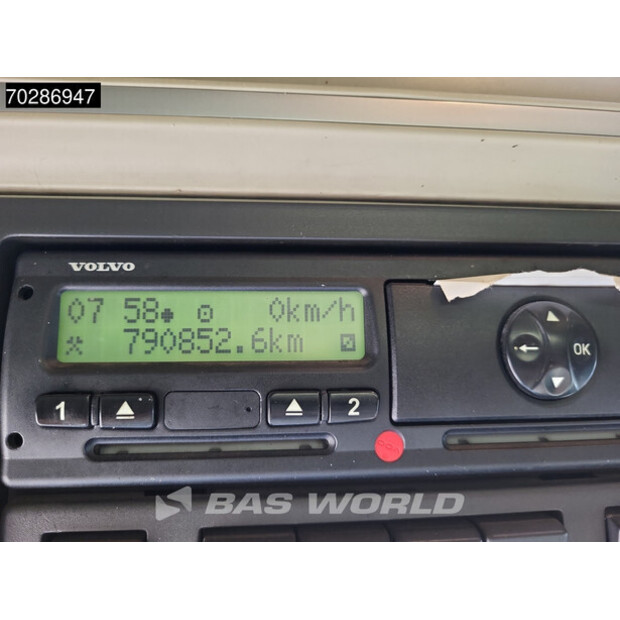 70286947
VOLVO
07 58 0km/h
790852.6km
1 2
OK
BAS WORLD